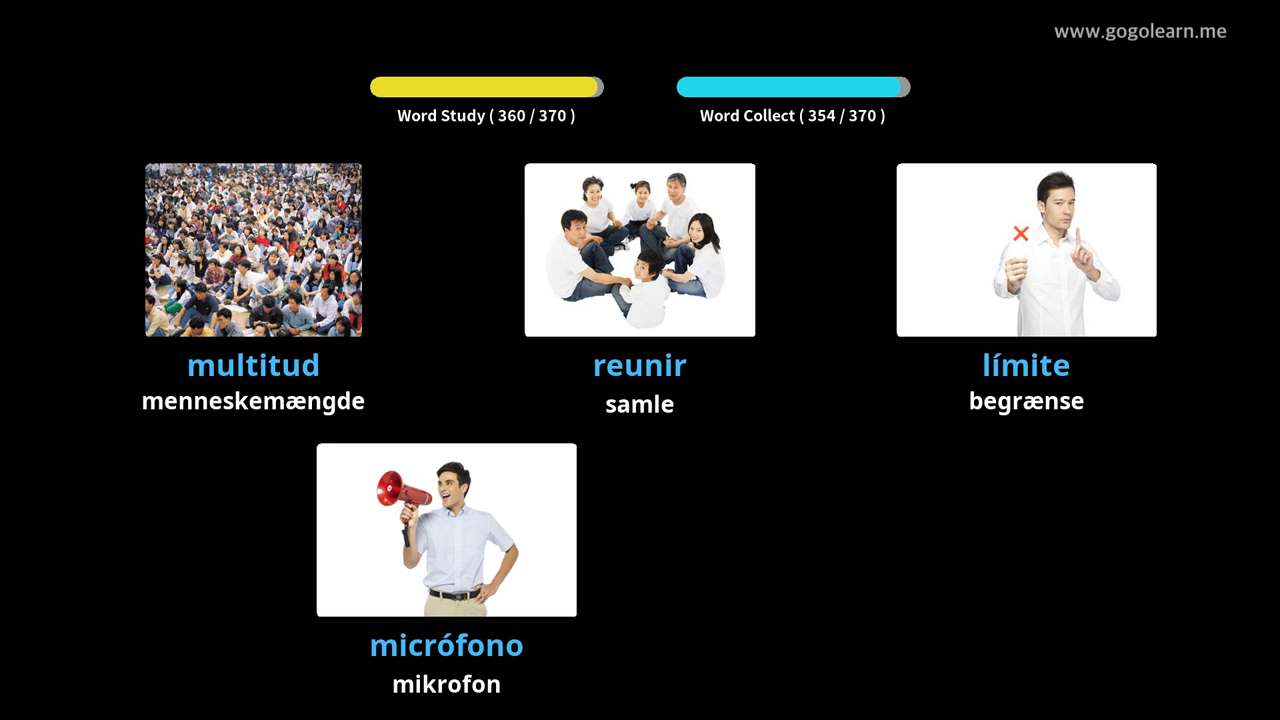 www.gogolearn.me
Word Study ( 360 / 370 )
Word Collect ( 354 / 370 )
multitud
menneskemængde
reunir
samle
límite
begrænse
micrófono
mikrofon